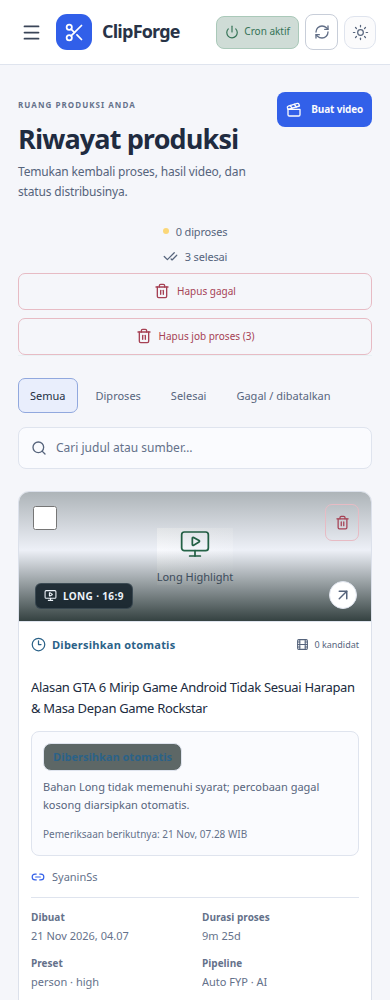 ClipForge
Cron aktif
RUANG PRODUKSI ANDA
Buat video
Riwayat produksi
Temukan kembali proses, hasil video, dan
status distribusinya.
0 diproses
3 selesai
Hapus gagal
Hapus job proses (3)
Semua
Diproses
Selesai
Gagal / dibatalkan
Cari judul atau sumber...
Long Highlight
LONG · 16:9
Dibersihkan otomatis
0 kandidat
Alasan GTA 6 Mirip Game Android Tidak Sesuai Harapan
& Masa Depan Game Rockstar
Dibersihkan otomatis
Bahan Long tidak memenuhi syarat; percobaan gagal
kosong diarsipkan otomatis.
Pemeriksaan berikutnya: 21 Nov, 07.28 WIB
SyaninSs
Dibuat
Durasi proses
21 Nov 2026, 04.07
9m 25d
Preset
Pipeline
person · high
Auto FYP · AI